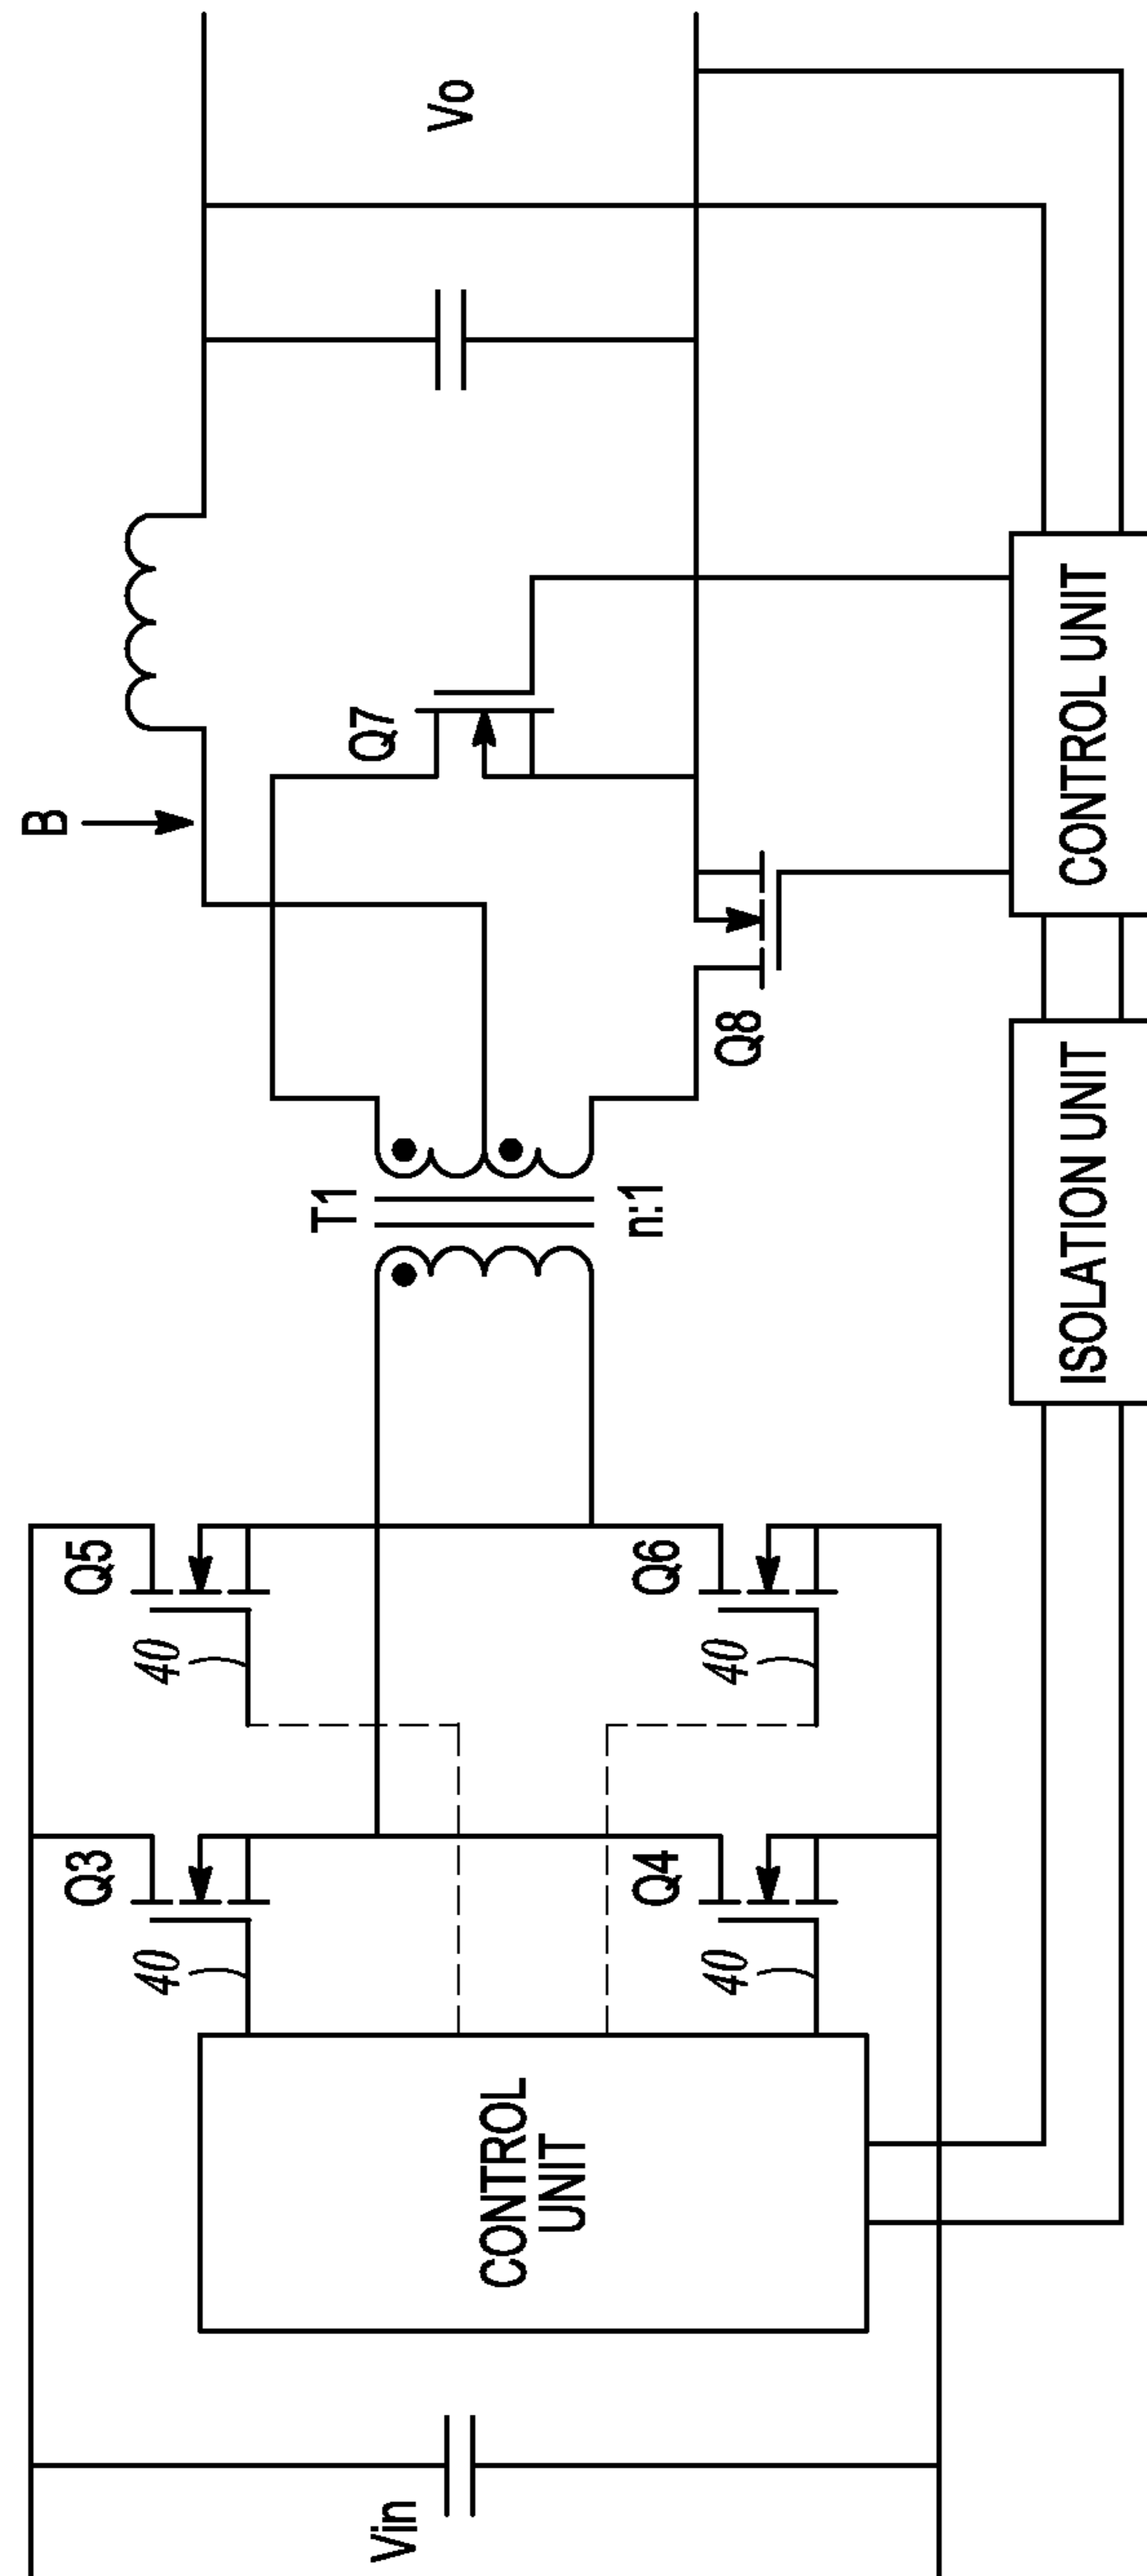 Vin
CONTROL
UNIT
Q3
40
Q4
40
Q5
40
Q6
40
T1
n:1
B
Q7
Q8
Vo
ISOLATION UNIT
CONTROL UNIT